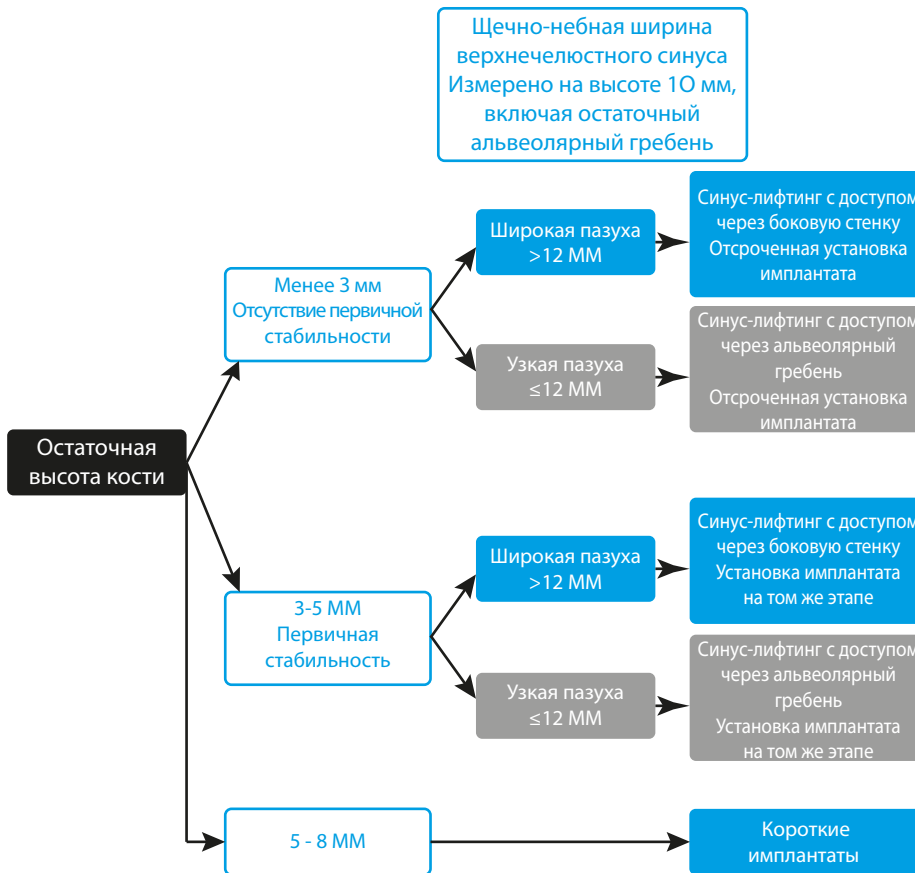 Щечно-небная ширина
верхнечелюстного синуса
Измерено на высоте 1О мм,
включая остаточный
альвеолярный гребень
Широкая пазуха
>12 ММ
Синус-лифтинг с доступом
через боковую стенку
Отсроченная установка
имплантата
Менее 3 мм
Отсутствие первичной
стабильности
Узкая пазуха
≤12 ММ
Синус-лифтинг с доступом
через альвеолярный
гребень
Отсроченная установка
имплантата
Остаточная
высота кости
Широкая пазуха
>12 ММ
Синус-лифтинг с доступом
через боковую стенку
Установка имплантата
на том же этапе
3-5 ММ
Первичная
стабильность
Узкая пазуха
≤12 ММ
Синус-лифтинг с доступом
через альвеолярный
гребень
Установка имплантата
на том же этапе
5 - 8 ММ
Короткие
имплантаты